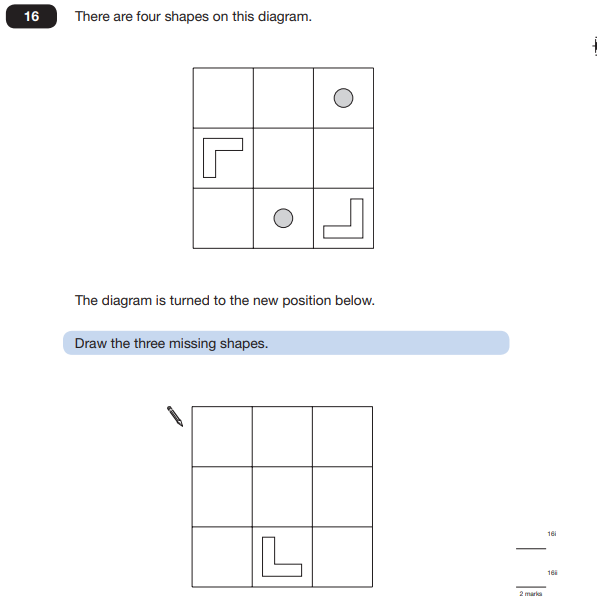 16
There are four shapes on this diagram.
The diagram is turned to the new position below.
Draw the three missing shapes.
16i
16ii
2 marks